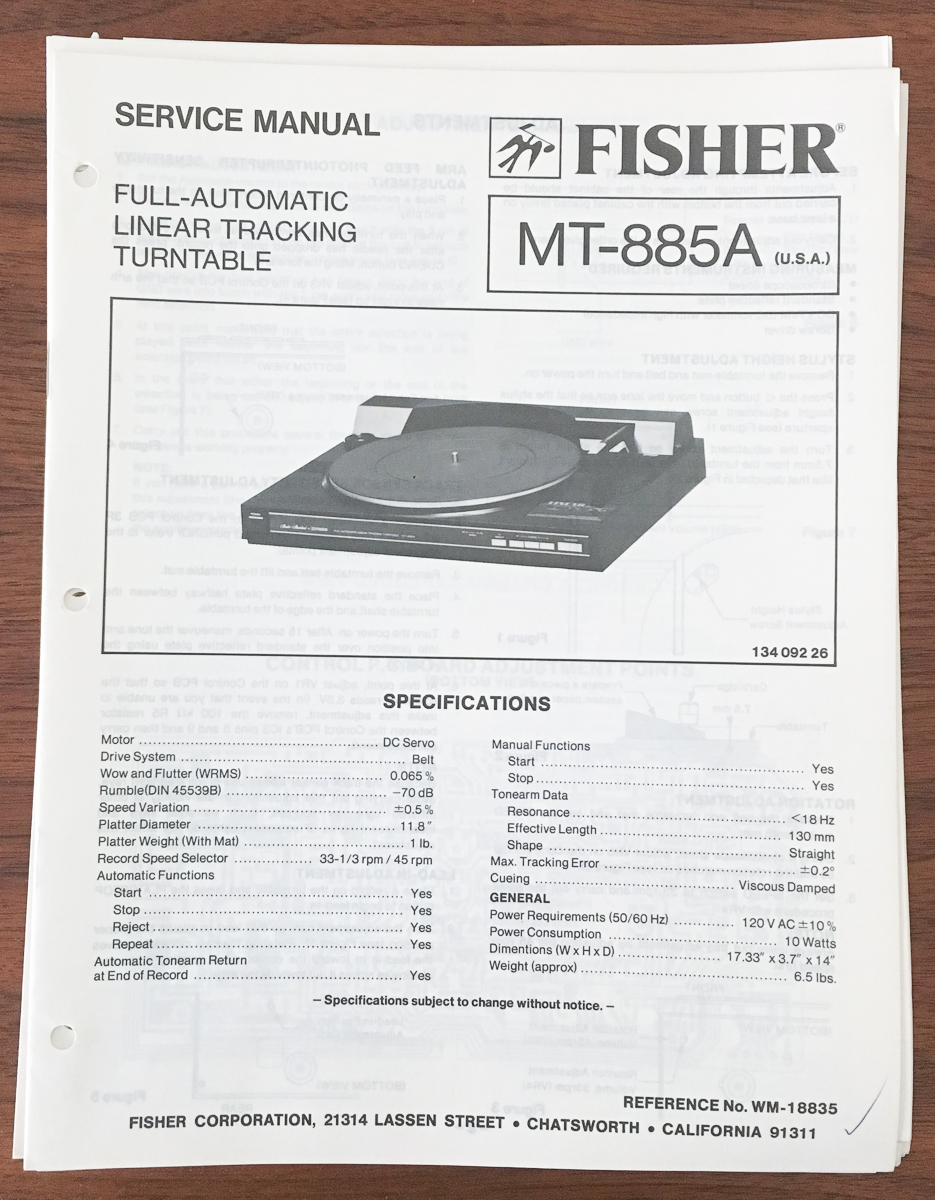 SERVICE MANUAL
FISHER®
FULL-AUTOMATIC
LINEAR TRACKING
TURNTABLE
MT-885A (U.S.A.)
FISHER
134 092 26
SPECIFICATIONS
Motor ........ DC Servo
Drive System ........ Belt
Wow and Flutter (WRMS) ........ 0.065 %
Rumble(DIN 45539B) ........ −70 dB
Speed Variation ........ ±0.5 %
Platter Diameter ........ 11.8″
Platter Weight (With Mat) ........ 1 lb.
Record Speed Selector ........ 33-1/3 rpm / 45 rpm
Automatic Functions
Start ........ Yes
Stop ........ Yes
Reject ........ Yes
Repeat ........ Yes
Automatic Tonearm Return
at End of Record ........ Yes
Manual Functions
Start ........ Yes
Stop ........ Yes
Tonearm Data
Resonance ........ <18 Hz
Effective Length ........ 130 mm
Shape ........ Straight
Max. Tracking Error ........ ±0.2°
Cueing ........ Viscous Damped
GENERAL
Power Requirements (50/60 Hz) ........ 120 V AC ±10 %
Power Consumption ........ 10 Watts
Dimentions (W x H x D) ........ 17.33″ x 3.7″ x 14″
Weight (approx) ........ 6.5 lbs.
– Specifications subject to change without notice. –
REFERENCE No. WM-18835
FISHER CORPORATION, 21314 LASSEN STREET • CHATSWORTH • CALIFORNIA 91311